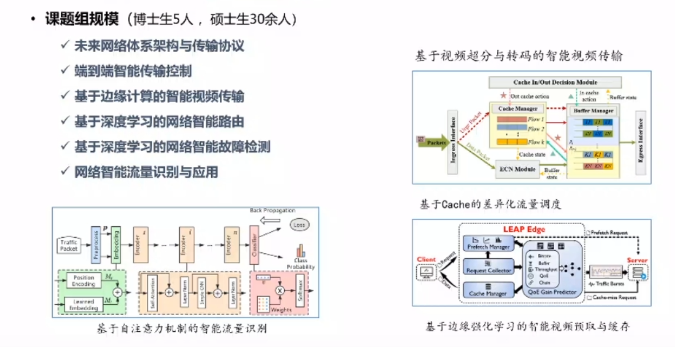 • 课题组规模（博士生5人，硕士生30余人）
✓ 未来网络体系架构与传输协议
✓ 端到端智能传输控制
✓ 基于边缘计算的智能视频传输
✓ 基于深度学习的网络智能路由
✓ 基于深度学习的网络智能故障检测
✓ 网络智能流量识别与应用
Back Propagation
Traffic
Packet
P
Preprocess
Embedding
Encoder
1
Encoder
i
Encoder
n
Classifier
Loss
Class
Probability
Position
Encoding
Learned
Embedding
Self Attention
Layer Norm
Layer Norm
Weights
Softmax
基于自注意力机制的智能流量识别
基于视频超分与转码的智能视频传输
Cache In/Out Decision Module
Out cache action
In cache
action
Buffer
state
Cache Manager
Buffer Manager
Flow 1
Flow 2
Flow k
Packets
Ingress Interface
Egress Interface
Cache state
ECN Module
Buffer
state
基于Cache的差异化流量调度
LEAP Edge
Prefetch Request
Client
Request
Prefetch Manager
Request Collector
Cache Manager
Bitrate
Buffer
Throughput
QoE
QoE Gain Predictor
Server
Traffic Bursts
Cache-miss Request
基于边缘强化学习的智能视频预取与缓存